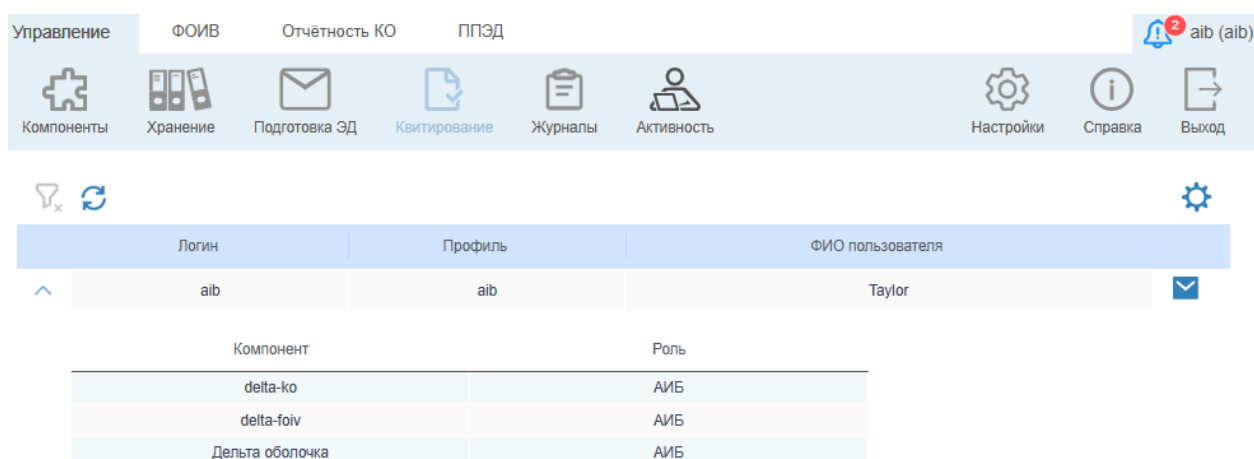 Управление ФОИВ Отчётность КО ППЭД 2 aib (aib)
Компоненты Хранение Подготовка ЭД Квитирование Журналы Активность Настройки Справка Выход
Логин Профиль ФИО пользователя
aib aib Taylor
Компонент Роль
delta-ko АИБ
delta-foiv АИБ
Дельта оболочка АИБ